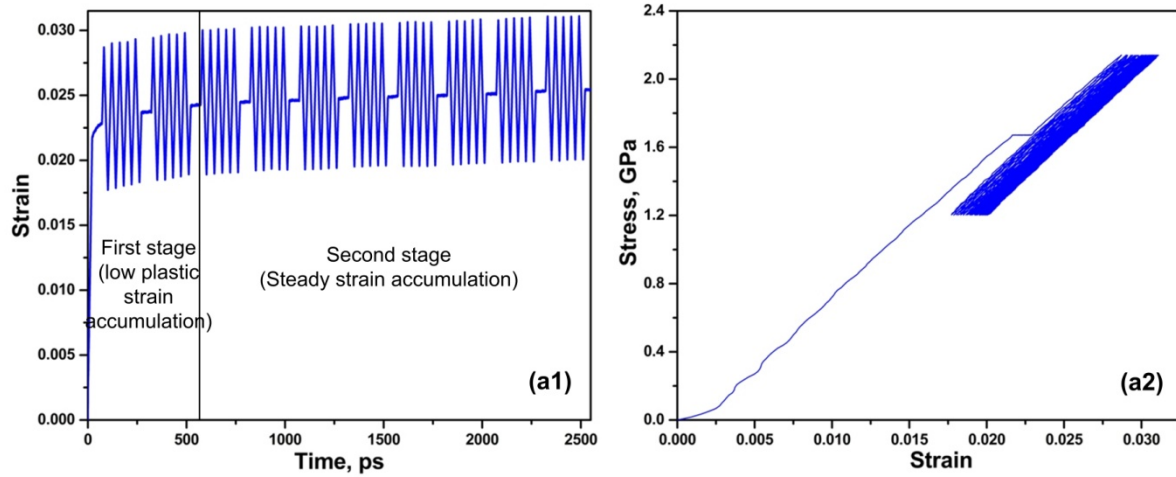 0.030
0.025
0.020
0.015
0.010
0.005
0.000
Strain
First stage
(low plastic
strain
accumulation)
Second stage
(Steady strain accumulation)
(a1)
0
500
1000
1500
2000
2500
Time, ps
2.4
2.0
1.6
1.2
0.8
0.4
0.0
Stress, GPa
(a2)
0.000
0.005
0.010
0.015
0.020
0.025
0.030
Strain